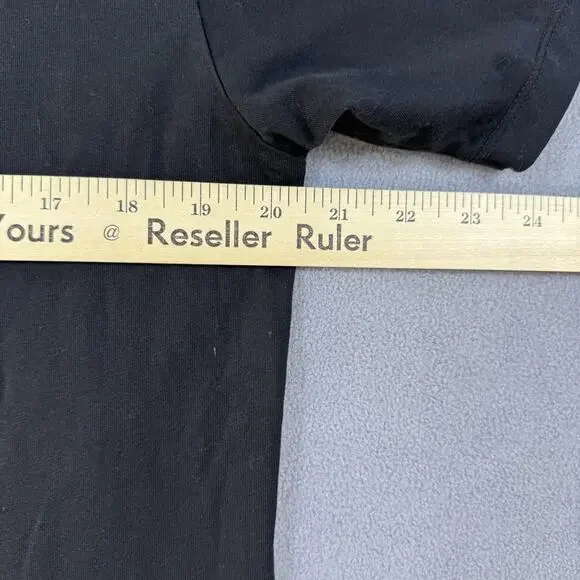 17 18 19 20 21 22 23 24
Yours @ Reseller Ruler